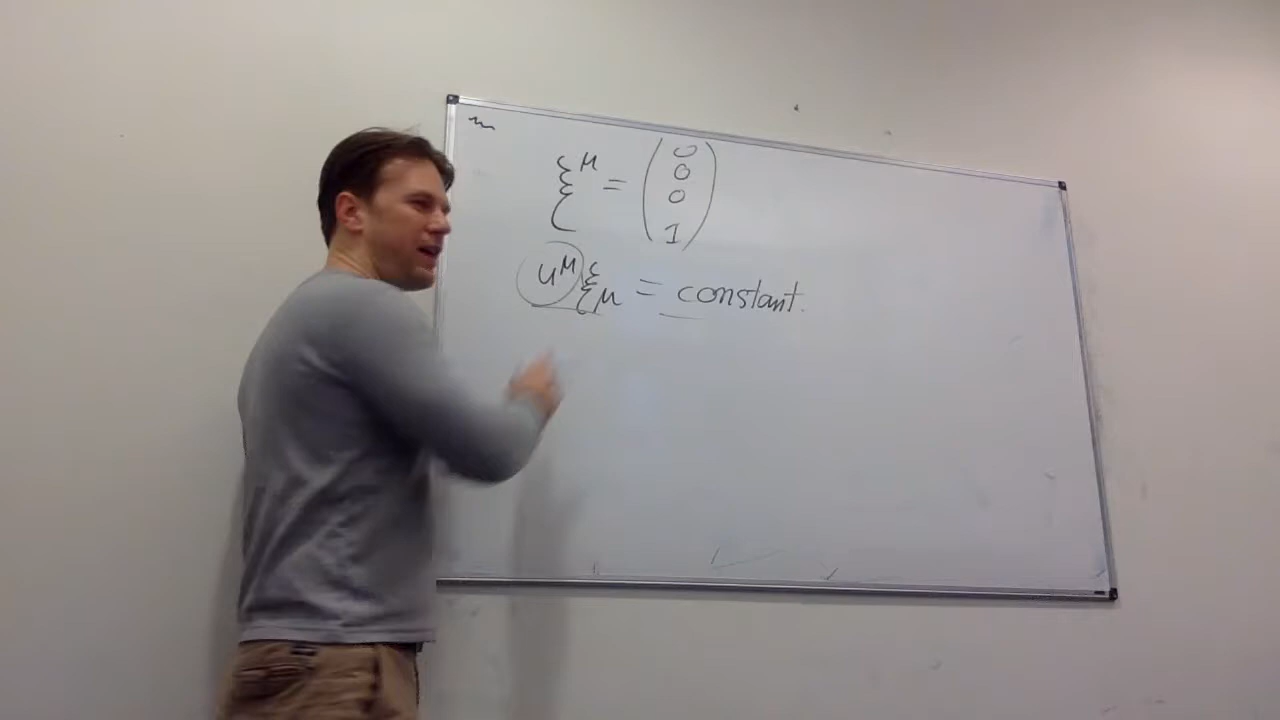 ξ^μ = (0 0 0 1)
u^μ ξ_μ = constant.